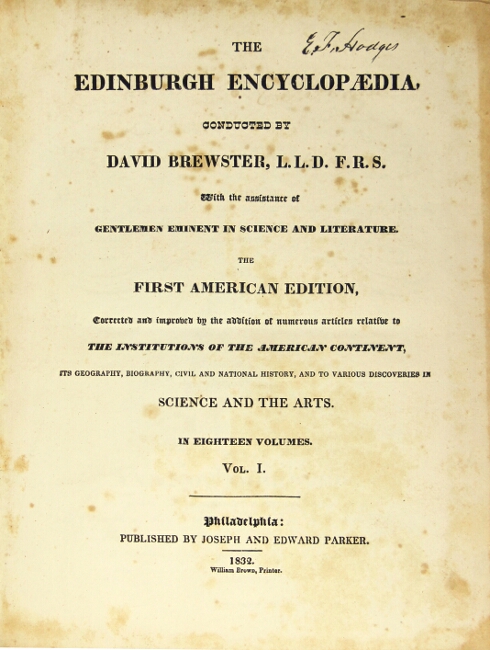 E. F. Hodges
THE
EDINBURGH ENCYCLOPÆDIA,
CONDUCTED BY
DAVID BREWSTER, L.L.D. F.R.S.
With the assistance of
GENTLEMEN EMINENT IN SCIENCE AND LITERATURE.
THE
FIRST AMERICAN EDITION,
Corrected and improved by the addition of numerous articles relative to
THE INSTITUTIONS OF THE AMERICAN CONTINENT,
ITS GEOGRAPHY, BIOGRAPHY, CIVIL AND NATIONAL HISTORY, AND TO VARIOUS DISCOVERIES IN
SCIENCE AND THE ARTS.
IN EIGHTEEN VOLUMES.
VOL. I.
Philadelphia:
PUBLISHED BY JOSEPH AND EDWARD PARKER.
1832.
William Brown, Printer.